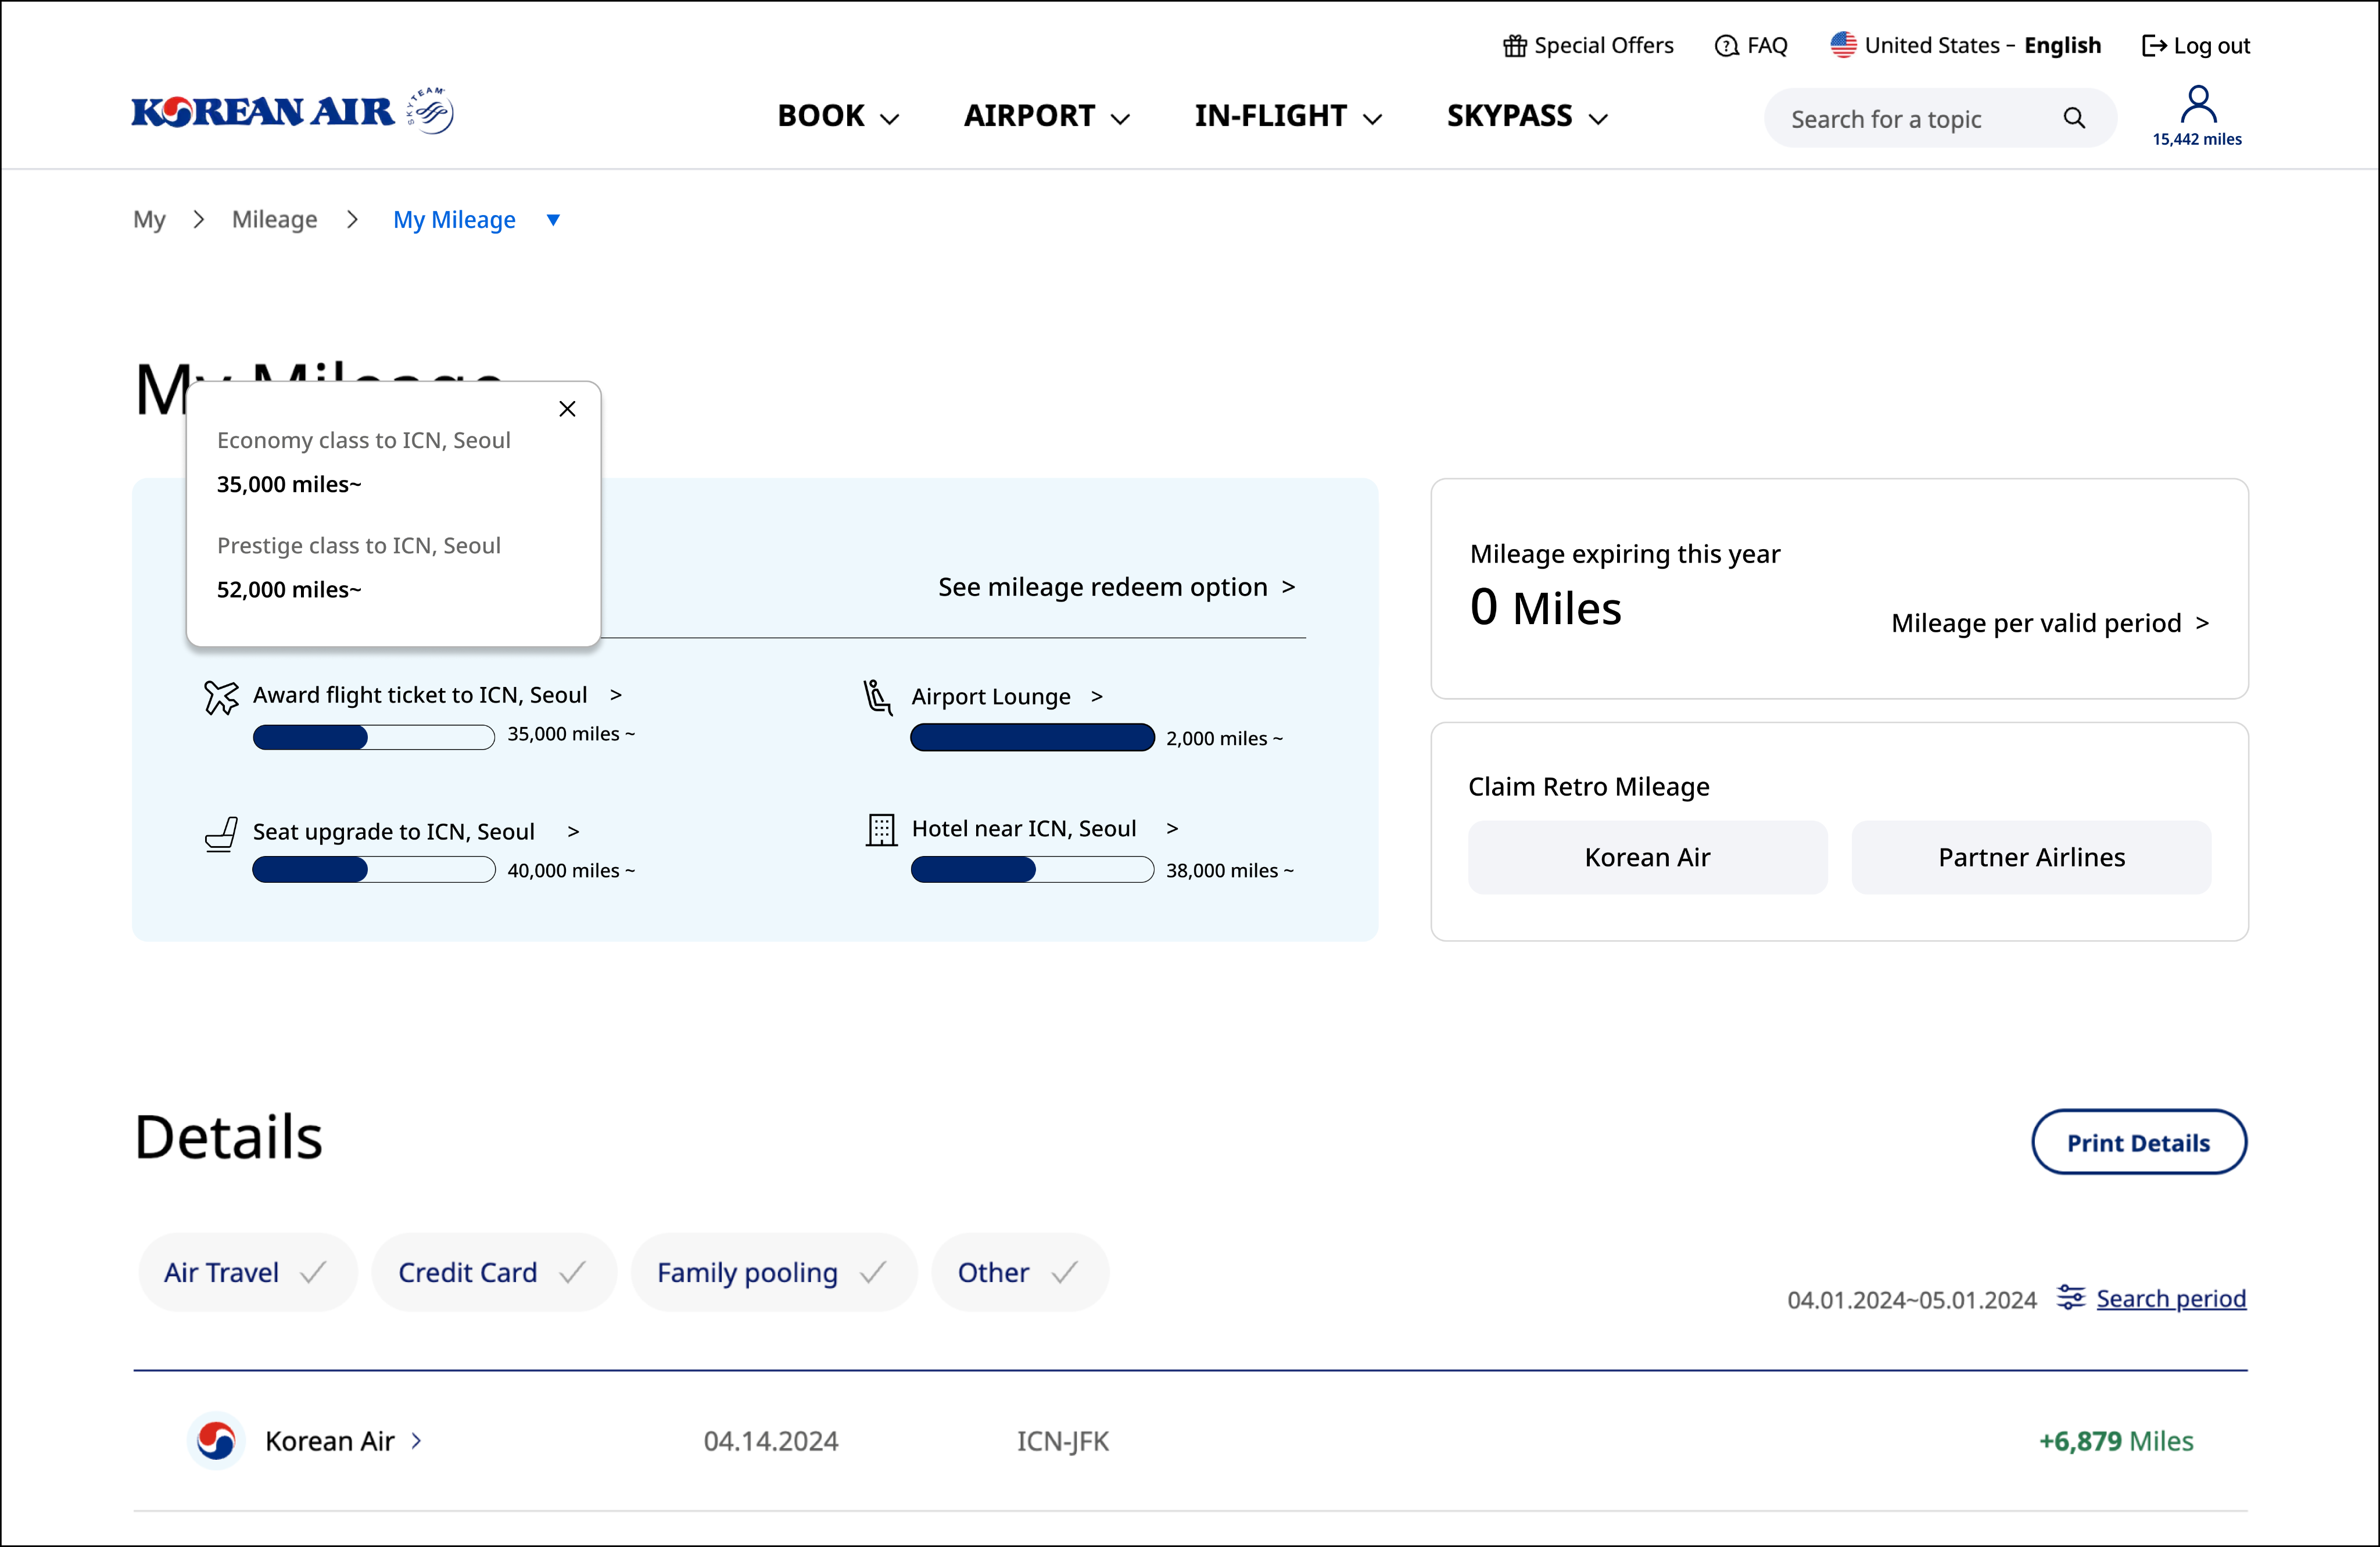 Special Offers
FAQ
United States - English
Log out
KOREAN AIR
SKYTEAM
BOOK
AIRPORT
IN-FLIGHT
SKYPASS
Search for a topic
15,442 miles
My > Mileage > My Mileage
My Mileage
Economy class to ICN, Seoul
35,000 miles~
Prestige class to ICN, Seoul
52,000 miles~
See mileage redeem option >
Award flight ticket to ICN, Seoul >
35,000 miles ~
Airport Lounge >
2,000 miles ~
Seat upgrade to ICN, Seoul >
40,000 miles ~
Hotel near ICN, Seoul >
38,000 miles ~
Mileage expiring this year
0 Miles
Mileage per valid period >
Claim Retro Mileage
Korean Air
Partner Airlines
Details
Print Details
Air Travel
Credit Card
Family pooling
Other
04.01.2024~05.01.2024
Search period
Korean Air >
04.14.2024
ICN-JFK
+6,879 Miles